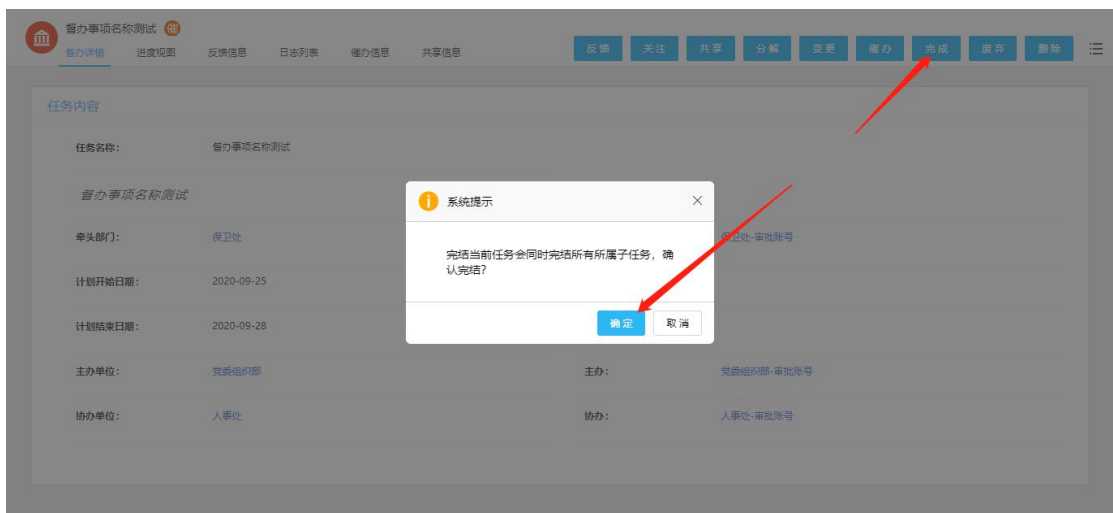 督办事项名称测试 催
督办详情 进度视图 反馈信息 日志列表 催办信息 共享信息
反馈 关注 共享 分解 变更 催办 完成 废弃 删除
任务内容
任务名称： 督办事项名称测试
督办事项名称测试
系统提示
牵头部门： 保卫处 保卫处-审批账号
完结当前任务会同时完结所有所属子任务，确
认完结？
计划开始日期： 2020-09-25
计划结束日期： 2020-09-28
确定 取消
主办单位： 党委组织部 主办： 党委组织部-审批账号
协办单位： 人事处 协办： 人事处-审批账号